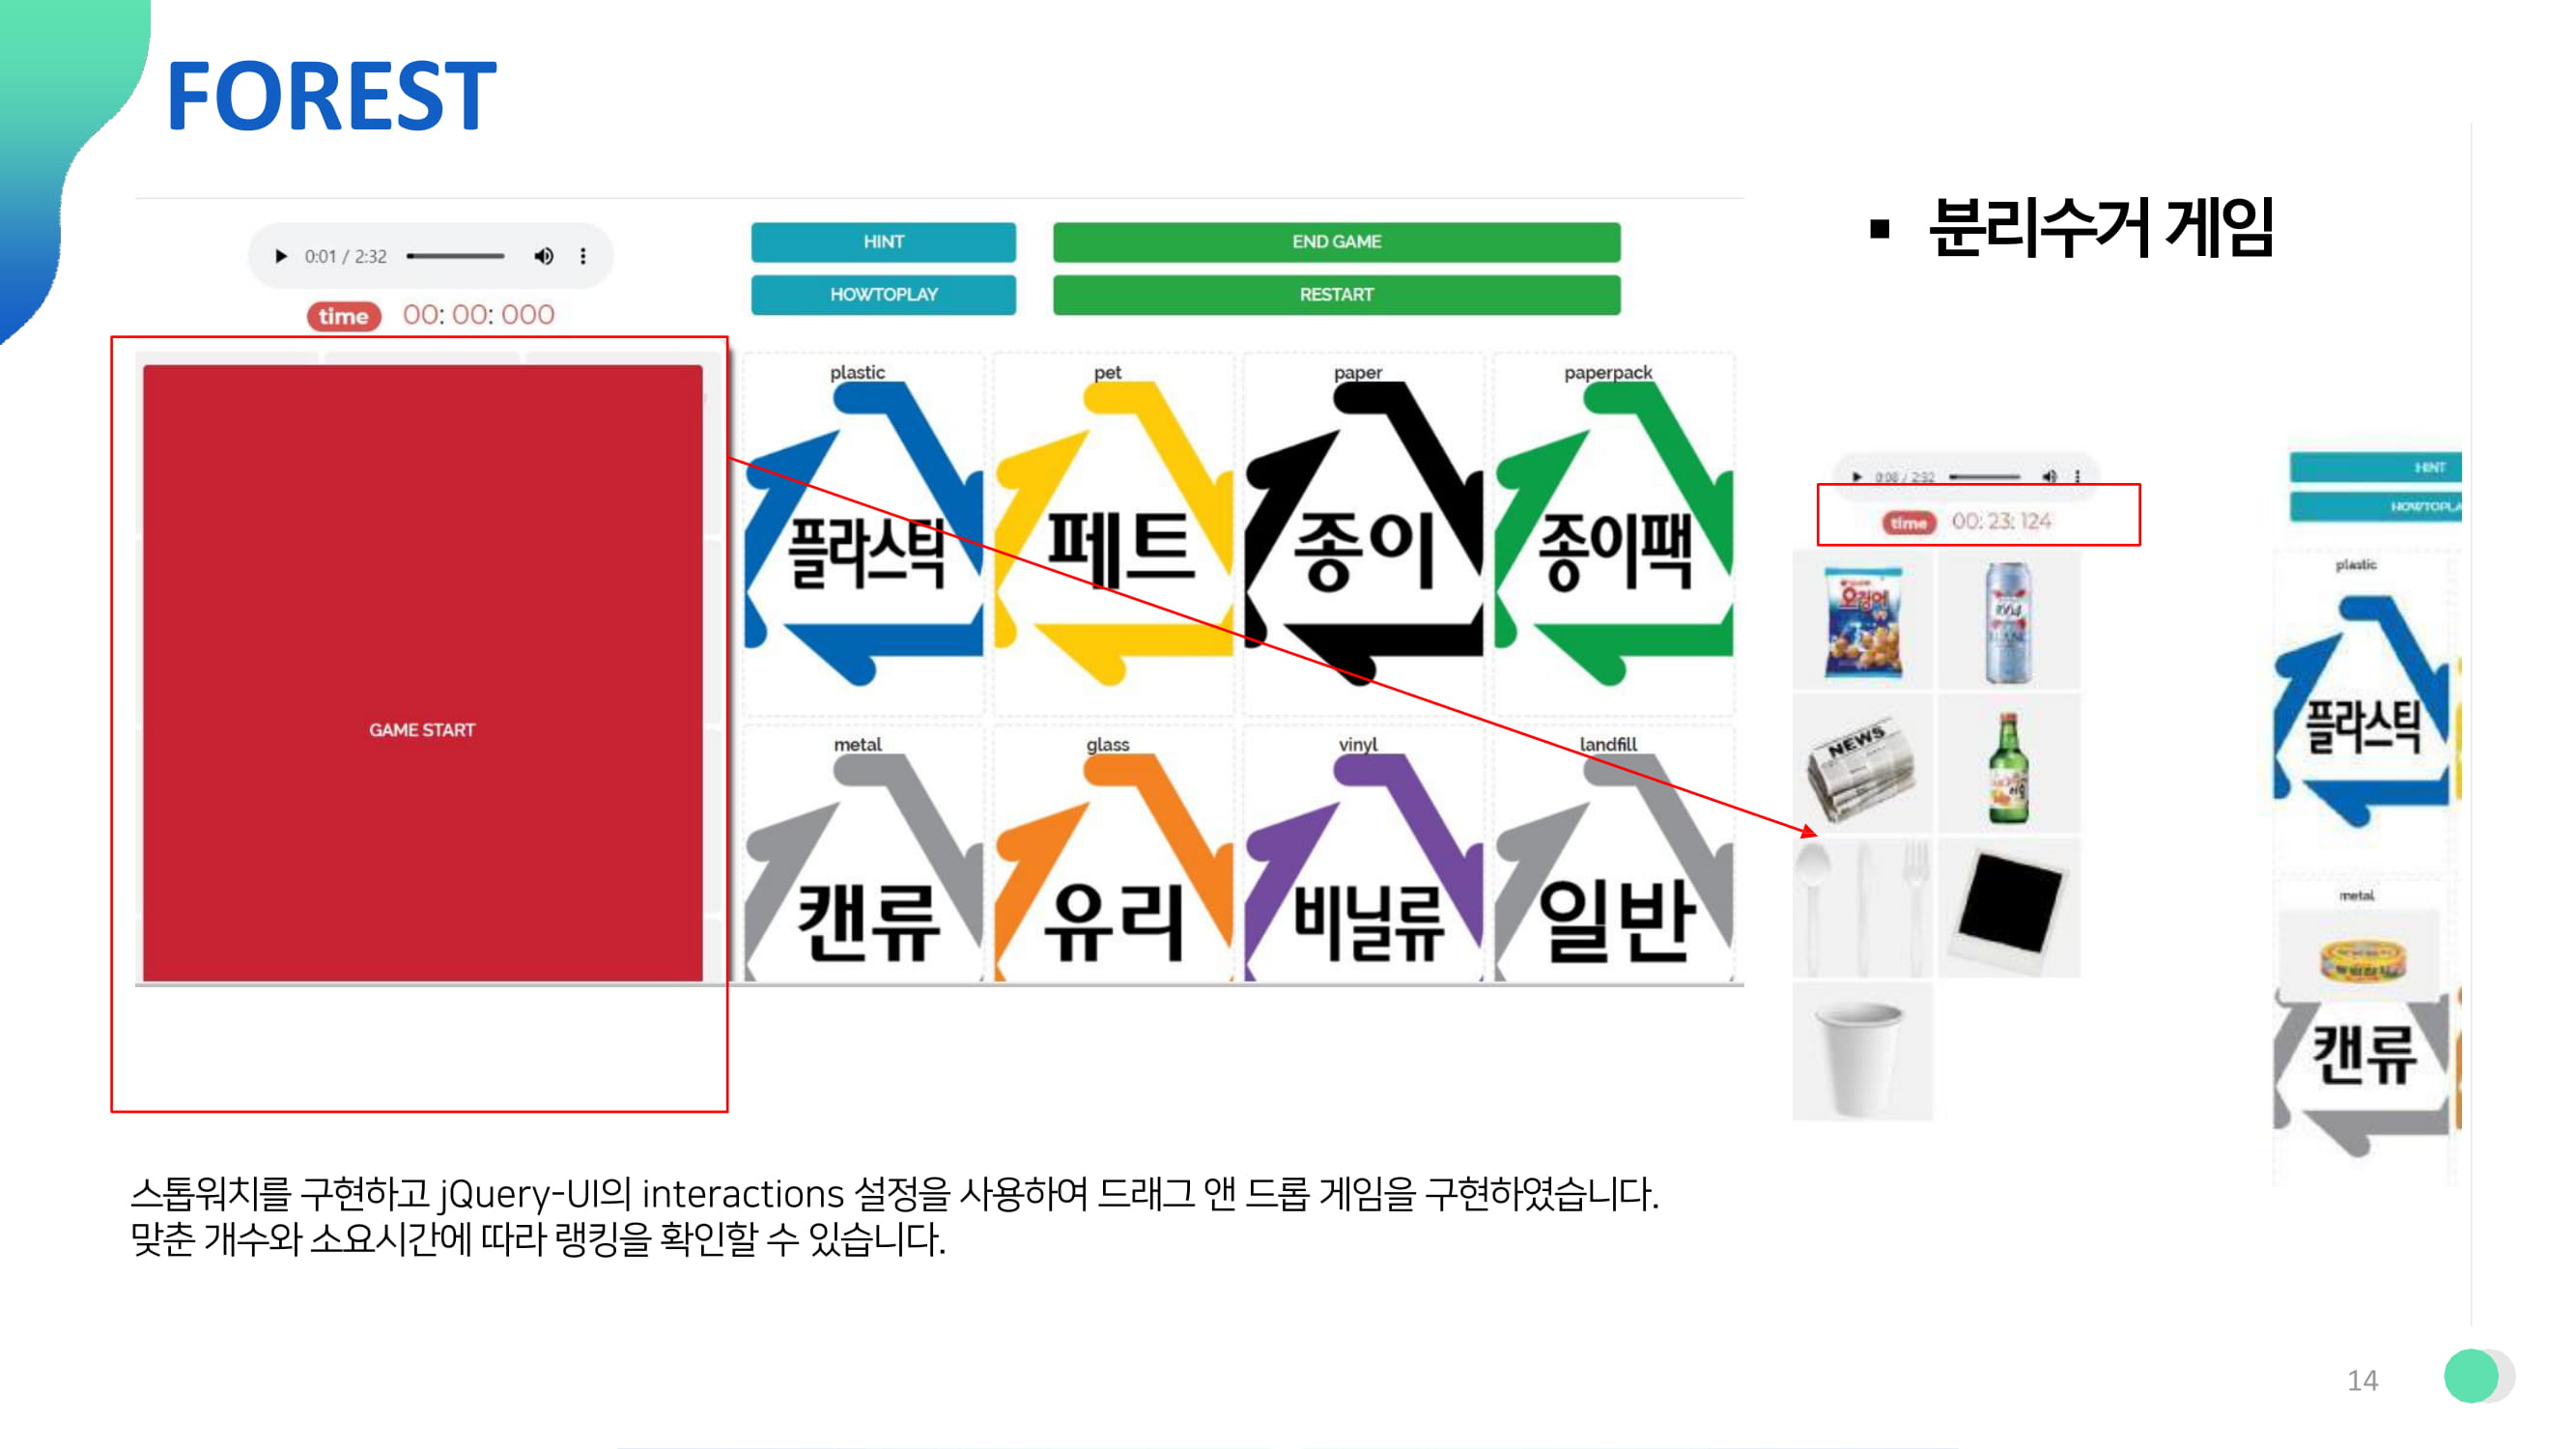 FOREST
▪ 분리수거 게임
0:01 / 2:32
time 00: 00: 000
HINT
END GAME
HOWTOPLAY
RESTART
GAME START
plastic
pet
paper
paperpack
플라스틱
페트
종이
종이팩
metal
glass
vinyl
landfill
캔류
유리
비닐류
일반
0:00 / 2:32
time 00: 23: 124
오징어
1664
BLANC
NEWS
HINT
HOWTOPLA
plastic
플라스틱
metal
캔류
스톱워치를 구현하고 jQuery-UI의 interactions 설정을 사용하여 드래그 앤 드롭 게임을 구현하였습니다.
맞춘 개수와 소요시간에 따라 랭킹을 확인할 수 있습니다.
14